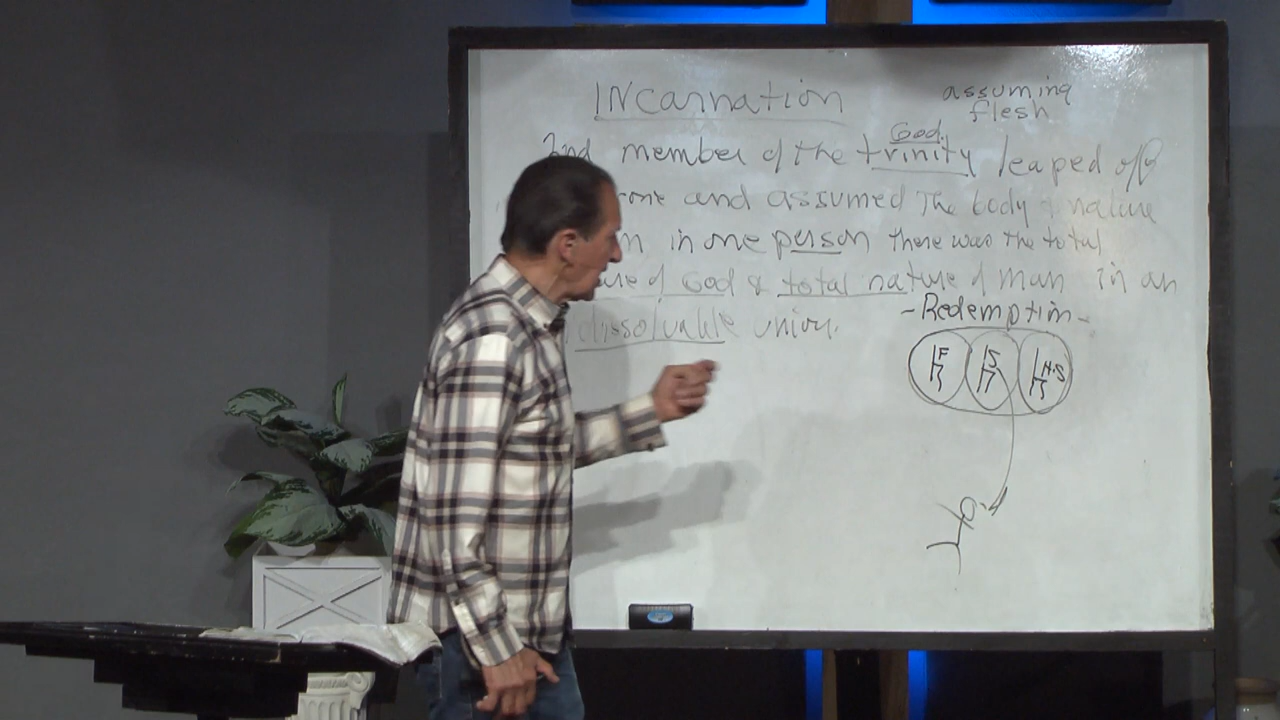 INcarnation
assuming
flesh
God.
2nd member of the trinity leaped off
and assumed The body & nature
in one person there was the total
of God & total nature of man in an
dissolvable union.
-Redemption-
F S H.S